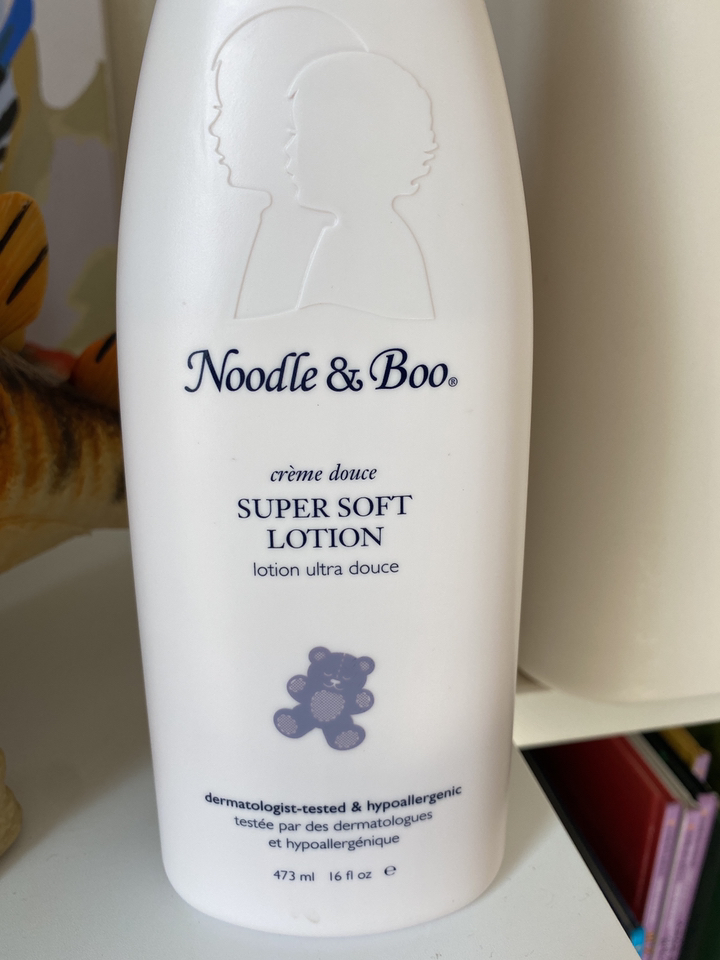 Noodle & Boo®
crème douce
SUPER SOFT
LOTION
lotion ultra douce
dermatologist-tested & hypoallergenic
testée par des dermatologues
et hypoallergénique
473 ml 16 fl oz ℮